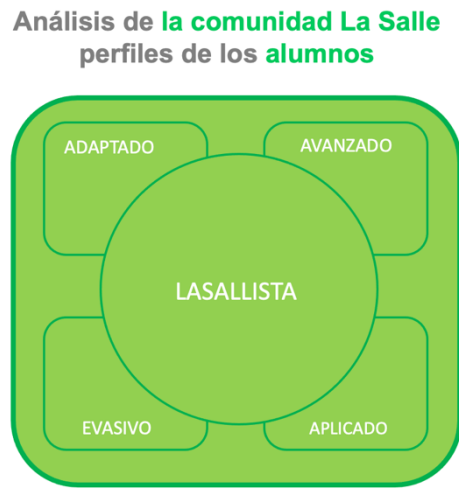 Análisis de la comunidad La Salle
perfiles de los alumnos
ADAPTADO
AVANZADO
LASALLISTA
EVASIVO
APLICADO